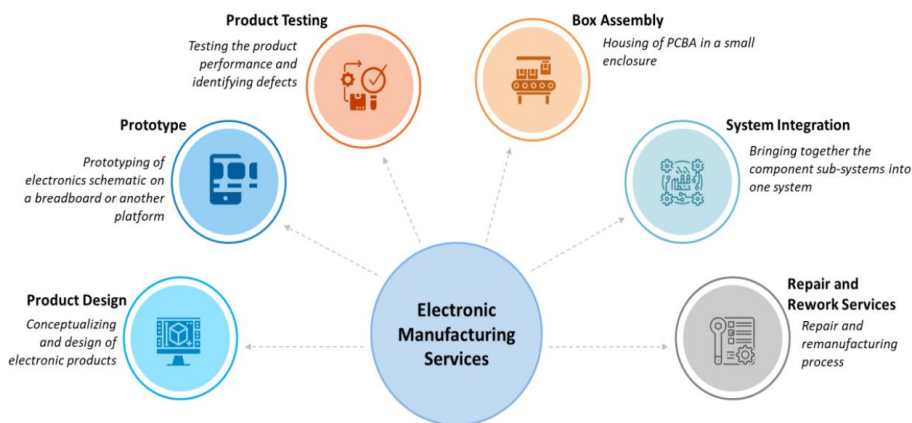 Product Testing
Testing the product
performance and
identifying defects
Box Assembly
Housing of PCBA in a small
enclosure
Prototype
Prototyping of
electronics schematic on
a breadboard or another
platform
System Integration
Bringing together the
component sub-systems into
one system
Product Design
Conceptualizing
and design of
electronic products
Electronic
Manufacturing
Services
Repair and
Rework Services
Repair and
remanufacturing
process